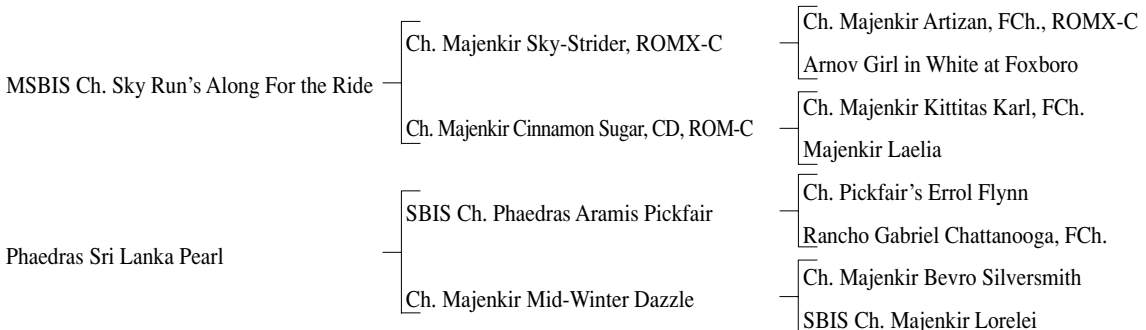 Ch. Majenkir Artizan, FCh., ROMX-C
Ch. Majenkir Sky-Strider, ROMX-C
Arnov Girl in White at Foxboro
MSBIS Ch. Sky Run’s Along For the Ride
Ch. Majenkir Kittitas Karl, FCh.
Ch. Majenkir Cinnamon Sugar, CD, ROM-C
Majenkir Laelia
Ch. Pickfair’s Errol Flynn
SBIS Ch. Phaedras Aramis Pickfair
Rancho Gabriel Chattanooga, FCh.
Phaedras Sri Lanka Pearl
Ch. Majenkir Bevro Silversmith
Ch. Majenkir Mid-Winter Dazzle
SBIS Ch. Majenkir Lorelei